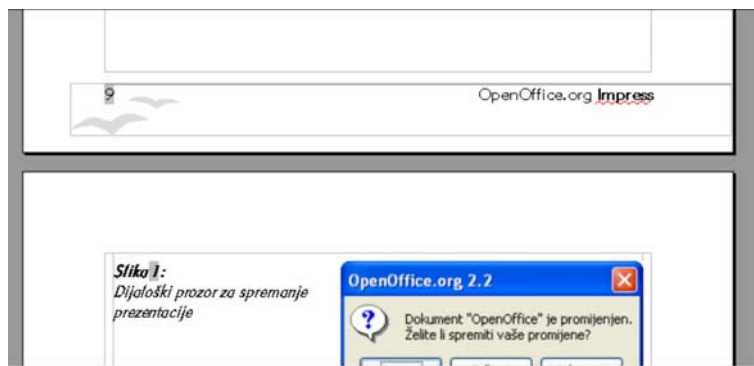 9
OpenOffice.org Impress
Slika 1:
Dijaloški prozor za spremanje
prezentacije
OpenOffice.org 2.2
Dokument "OpenOffice" je promijenjen.
Želite li spremiti vaše promijene?